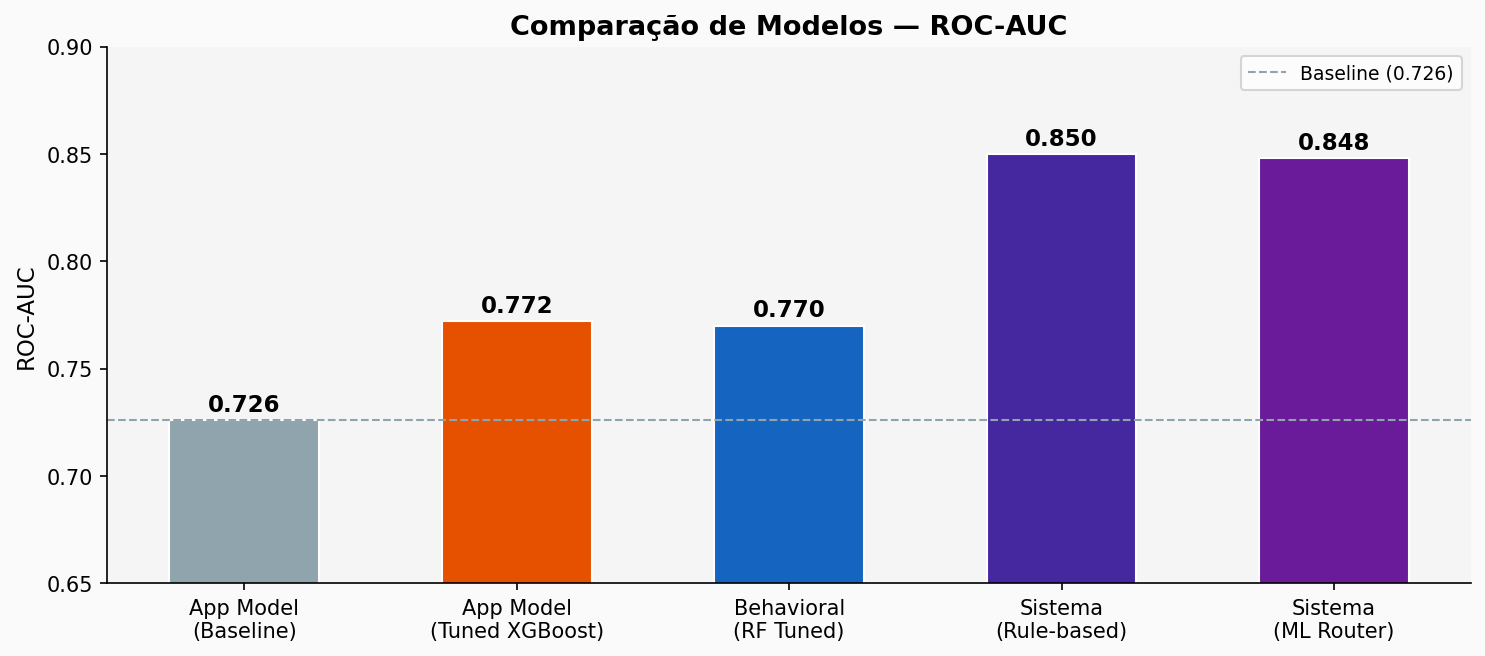 Comparação de Modelos — ROC-AUC
Baseline (0.726)
ROC-AUC
0.90
0.85
0.80
0.75
0.70
0.65
0.726
0.772
0.770
0.850
0.848
App Model
(Baseline)
App Model
(Tuned XGBoost)
Behavioral
(RF Tuned)
Sistema
(Rule-based)
Sistema
(ML Router)